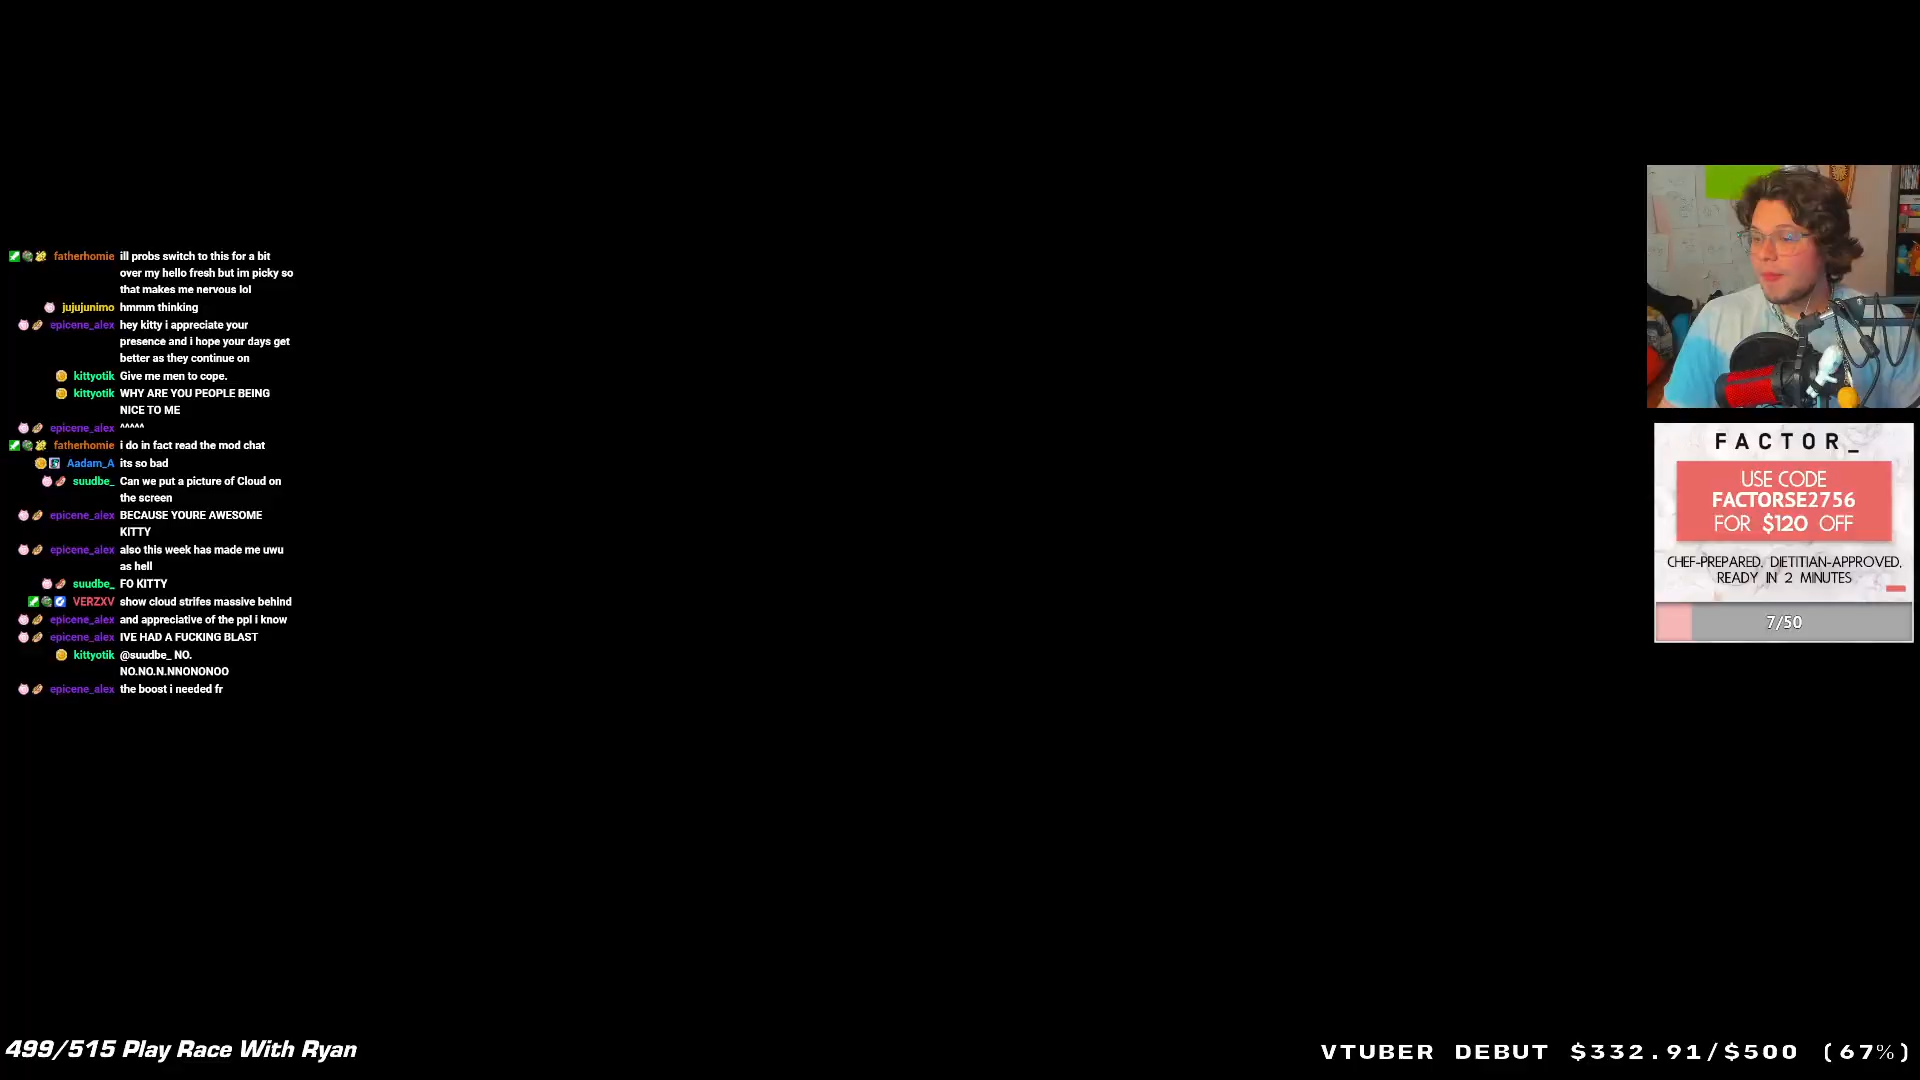 fatherhomie ill probs switch to this for a bit
over my hello fresh but im picky so
that makes me nervous lol
jujujunimo hmmm thinking
epicene_alex hey kitty i appreciate your
presence and i hope your days get
better as they continue on
kittyotik Give me men to cope.
kittyotik WHY ARE YOU PEOPLE BEING
NICE TO ME
epicene_alex ^^^^^
fatherhomie i do in fact read the mod chat
Aadam_A its so bad
suudbe_ Can we put a picture of Cloud on
the screen
epicene_alex BECAUSE YOURE AWESOME
KITTY
epicene_alex also this week has made me uwu
as hell
suudbe_ FO KITTY
VERZXV show cloud strifes massive behind
epicene_alex and appreciative of the ppl i know
epicene_alex IVE HAD A FUCKING BLAST
kittyotik @suudbe_ NO.
NO.NO.N.NNONONOO
epicene_alex the boost i needed fr
FACTOR_
USE CODE
FACTORSE2756
FOR $120 OFF
CHEF-PREPARED, DIETITIAN-APPROVED,
READY IN 2 MINUTES
7/50
499/515 Play Race With Ryan
VTUBER DEBUT $332.91/$500 (67%)